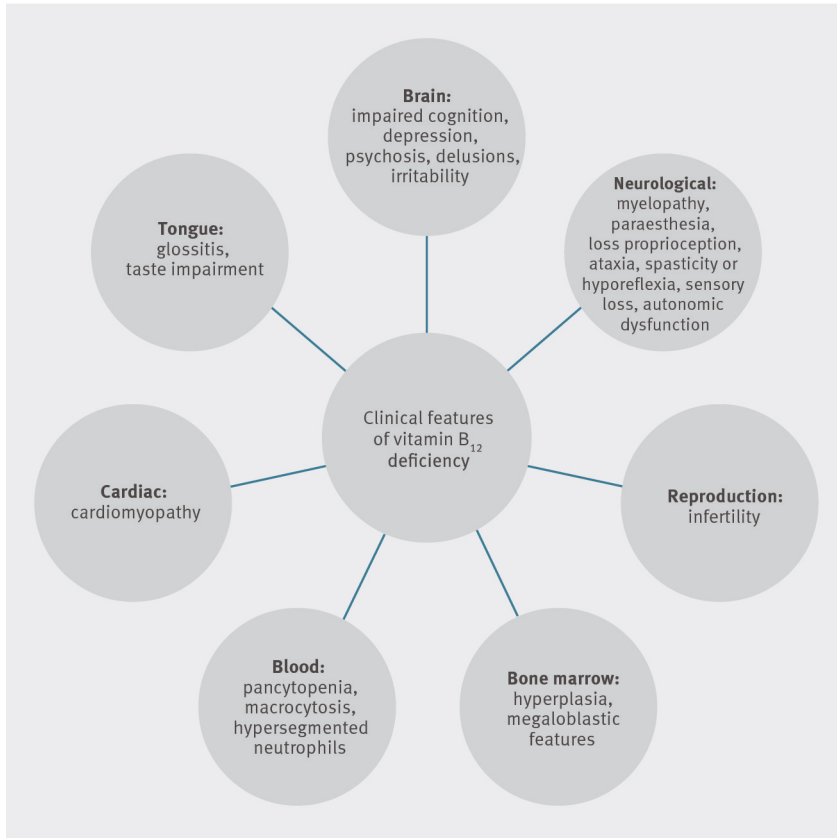 Brain:
impaired cognition,
depression,
psychosis, delusions,
irritability
Neurological:
myelopathy,
paraesthesia,
loss proprioception,
ataxia, spasticity or
hyporeflexia, sensory
loss, autonomic
dysfunction
Tongue:
glossitis,
taste impairment
Clinical features
of vitamin B₁₂
deficiency
Cardiac:
cardiomyopathy
Reproduction:
infertility
Blood:
pancytopenia,
macrocytosis,
hypersegmented
neutrophils
Bone marrow:
hyperplasia,
megaloblastic
features